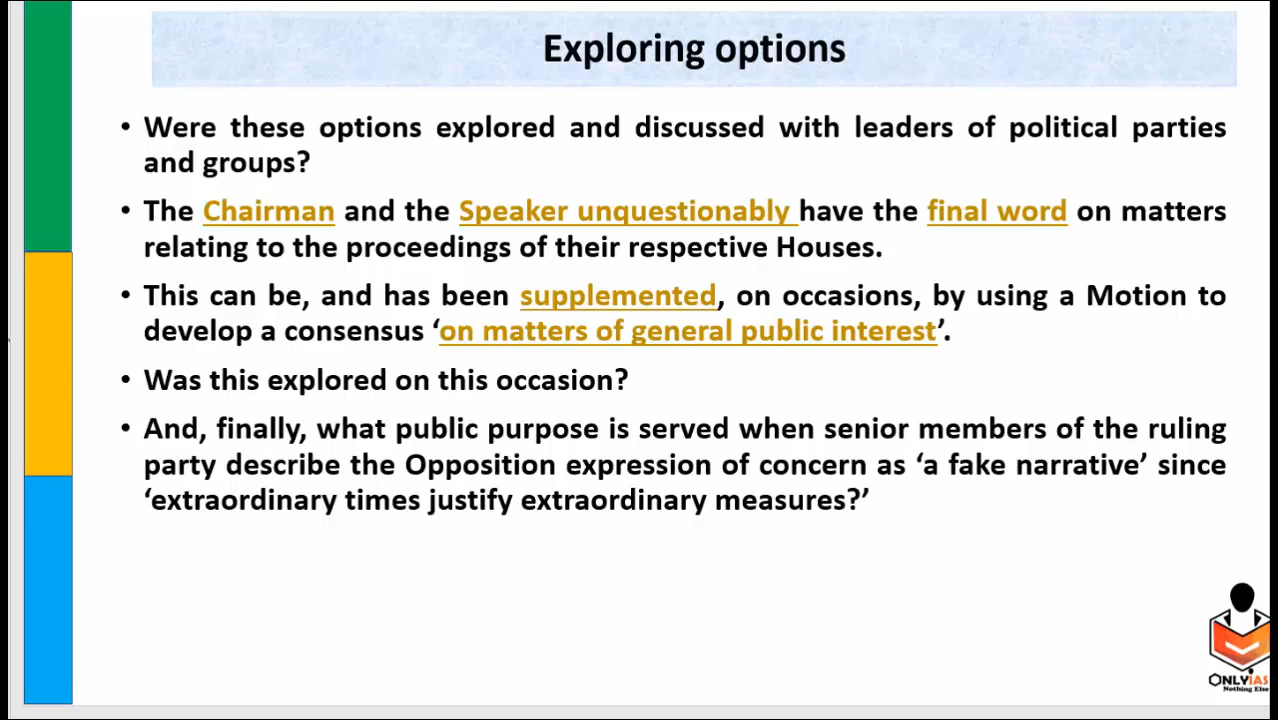 Exploring options
• Were these options explored and discussed with leaders of political parties
and groups?
• The Chairman and the Speaker unquestionably have the final word on matters
relating to the proceedings of their respective Houses.
• This can be, and has been supplemented, on occasions, by using a Motion to
develop a consensus ‘on matters of general public interest’.
• Was this explored on this occasion?
• And, finally, what public purpose is served when senior members of the ruling
party describe the Opposition expression of concern as ‘a fake narrative’ since
‘extraordinary times justify extraordinary measures?’
ONLYIAS
Nothing Else